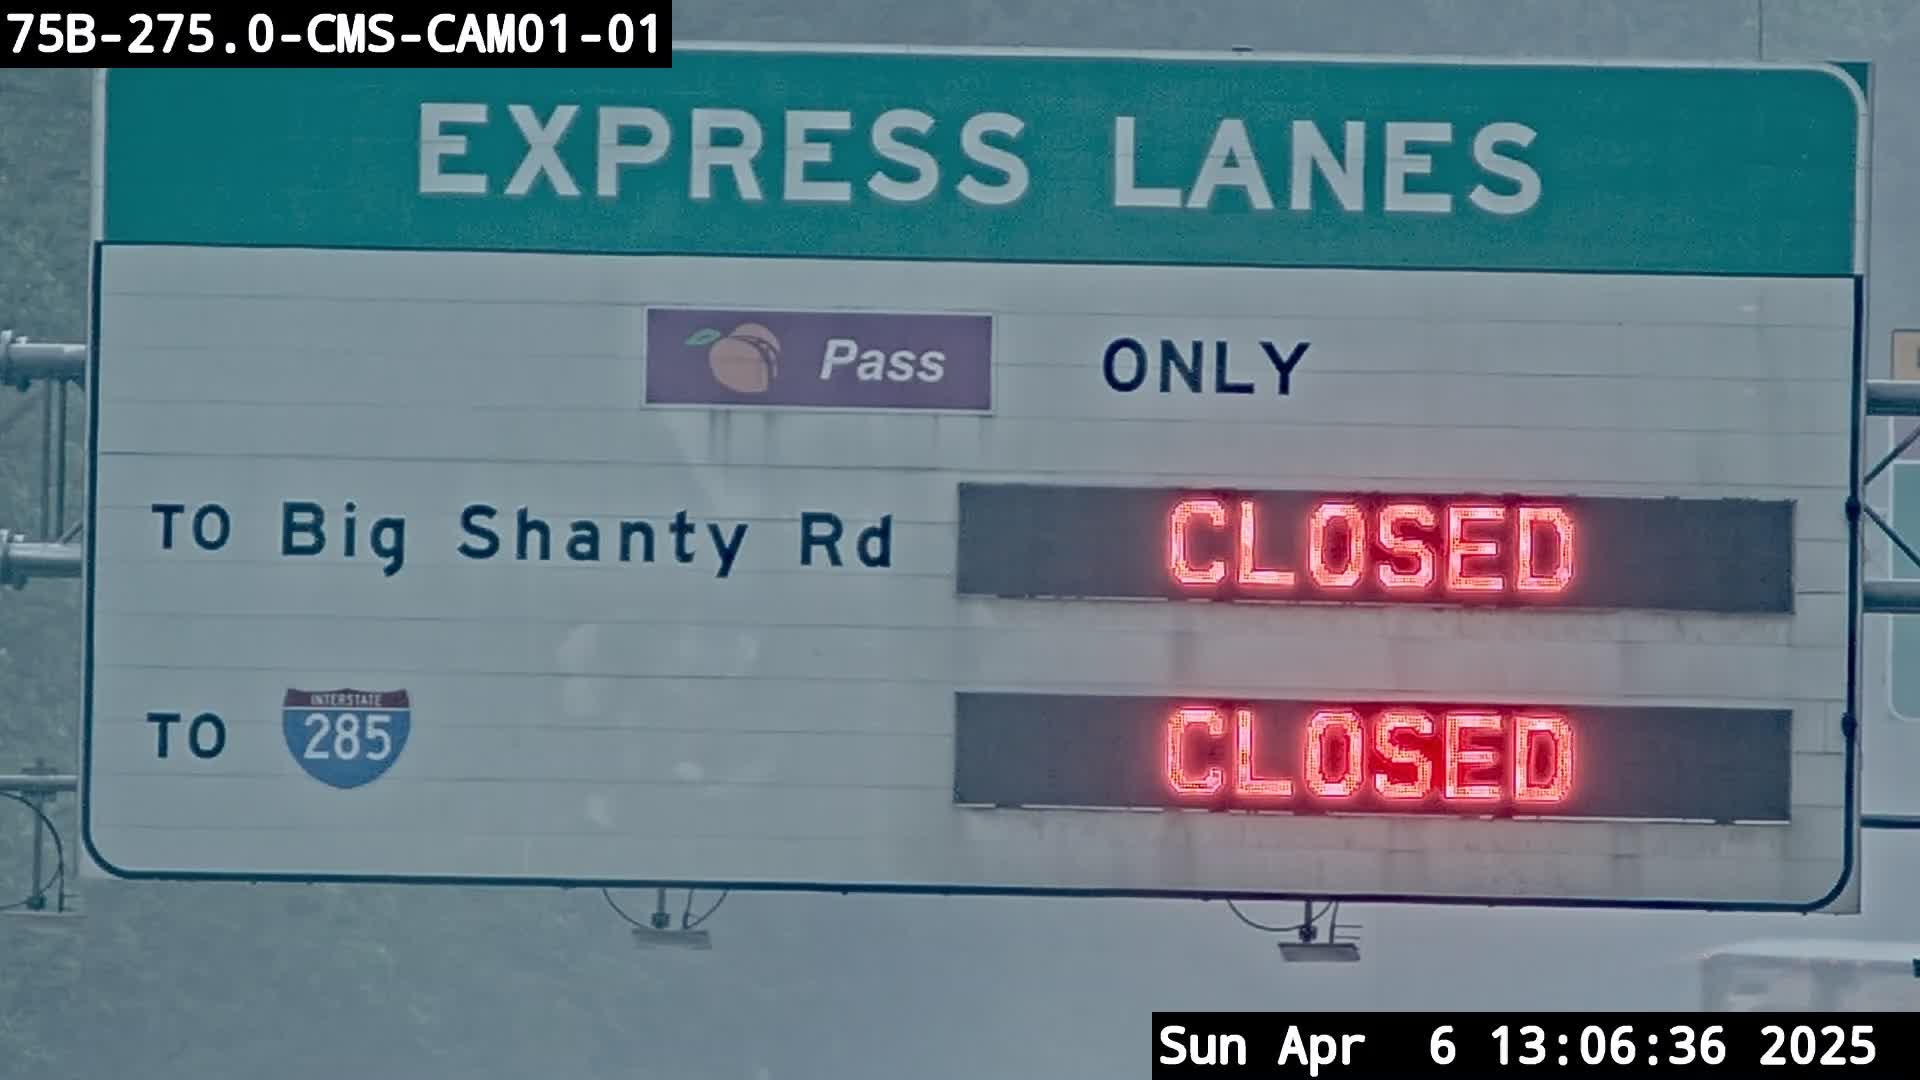 75B-275.0-CMS-CAM01-01
EXPRESS LANES
Pass ONLY
TO Big Shanty Rd CLOSED
INTERSTATE
TO 285 CLOSED
Sun Apr 6 13:06:36 2025